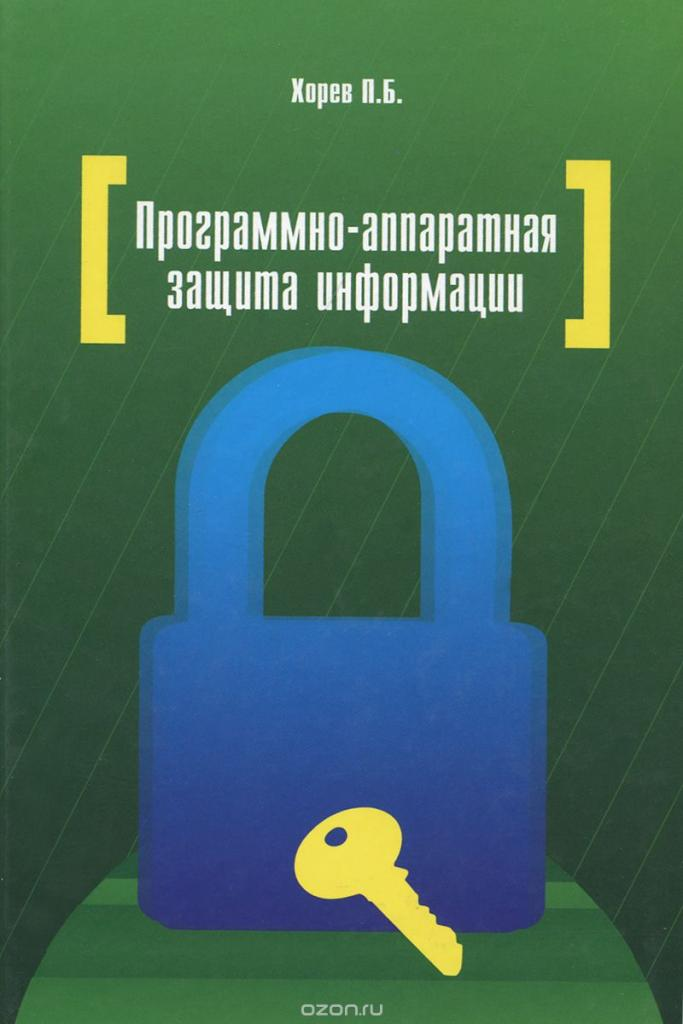 Хорев П.Б.
Программно-аппаратная
защита информации
ozon.ru